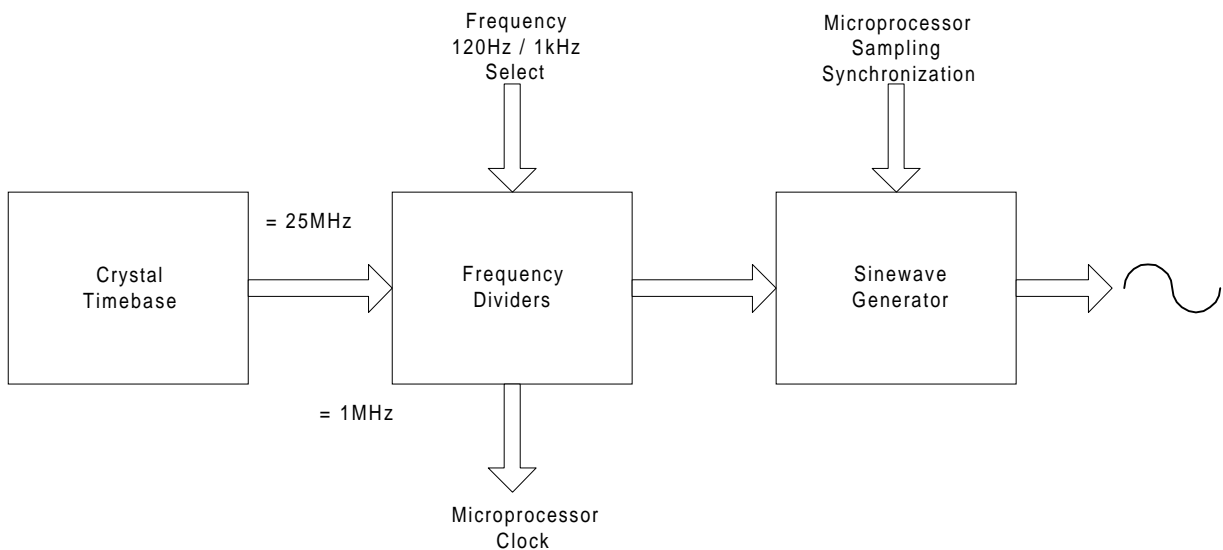 Frequency
120Hz / 1kHz
Select
Microprocessor
Sampling
Synchronization
= 25MHz
Crystal
Timebase
Frequency
Dividers
Sinewave
Generator
= 1MHz
Microprocessor
Clock